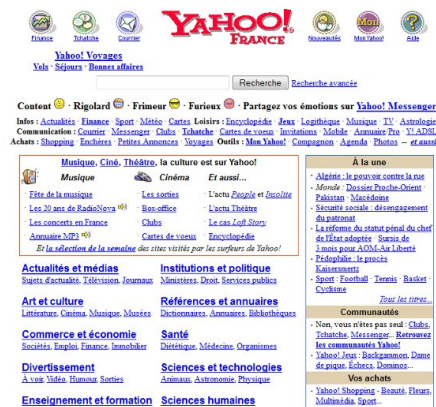 YAHOO!
FRANCE
Finance Tchatche Courrier Nouveautés Mon Yahoo! Aide
Yahoo! Voyages
Vols · Séjours · Bonnes affaires
Recherche Recherche avancée
Content · Rigolard · Frimeur · Furieux · Partagez vos émotions sur Yahoo! Messenger
Infos : Actualités · Finance · Sport · Météo · Cartes Loisirs : Encyclopédie · Jeux · Logithèque · Musique · TV · Astrologie
Communication : Courrier · Messenger · Clubs · Tchatche · Cartes de voeux · Invitations · Mobile · Annuaire/Pro · Y! ADSL
Achats : Shopping · Enchères · Petites Annonces · Voyages Outils : Mon Yahoo! · Compagnon · Agenda · Photos -- et aussi
Musique, Ciné, Théâtre, la culture est sur Yahoo!
Musique Cinéma Et aussi...
· Fête de la musique · Les sorties · L'actu People et Insolite
· Les 20 ans de RadioNova · Box-office · L'actu Théâtre
· Les concerts en France · Clubs · Le cas Loft Story
· Annuaire MP3 · Cartes de voeux · Encyclopédie
Et la sélection de la semaine des sites visités par les surfeurs de Yahoo!
Actualités et médias
Sujets d'actualité, Télévision, Journaux
Institutions et politique
Ministères, Droit, Services publics
Art et culture
Littérature, Cinéma, Musique, Musées
Références et annuaires
Dictionnaires, Annuaires, Bibliothèques
Commerce et économie
Sociétés, Emploi, Finance, Immobilier
Santé
Diététique, Médecine, Organismes
Divertissement
À voir, Vidéo, Humour, Sorties
Sciences et technologies
Animaux, Astronomie, Physique
Enseignement et formation
Sciences humaines
À la une
· Algérie : le pouvoir contre la rue
· Monde : Dossier Proche-Orient ·
Pakistan · Macédoine
· Sécurité sociale : désengagement
du patronat
· La réforme du statut pénal du chef
de l'État adoptée · Sursis de
3 mois pour AOM-Air Liberté
· Pédophilie : le procès
Kaisersmertz
· Sport : Football · Tennis · Basket ·
Cyclisme
Tous les titres...
Communautés
· Non, vous n'êtes pas seul : Clubs,
Tchatche, Messenger... Retrouvez
les communautés Yahoo!
· Yahoo! Jeux : Backgammon, Dame
de pique, Échecs, Dominos...
Vos achats
· Yahoo! Shopping - Beauté, Fleurs,
Multimédia, Sport...